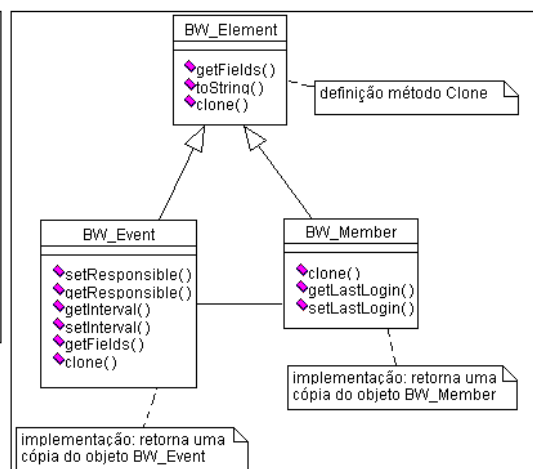 BW_Element
getFields()
toString()
clone()
definição método Clone
BW_Event
setResponsible()
getResponsible()
getInterval()
setInterval()
getFields()
clone()
BW_Member
clone()
getLastLogin()
setLastLogin()
implementação: retorna uma
cópia do objeto BW_Member
implementação: retorna uma
cópia do objeto BW_Event